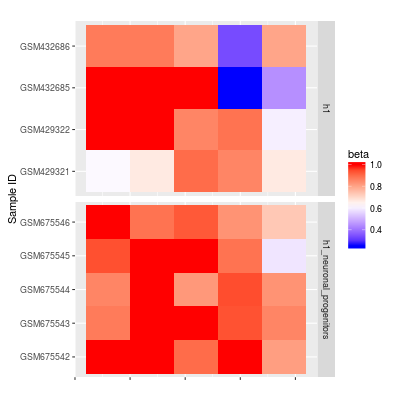 GSM432686
GSM432685
GSM429322
GSM429321
h1
GSM675546
GSM675545
GSM675544
GSM675543
GSM675542
h1_neuronal_progenitors
Sample ID
beta
1.0
0.8
0.6
0.4